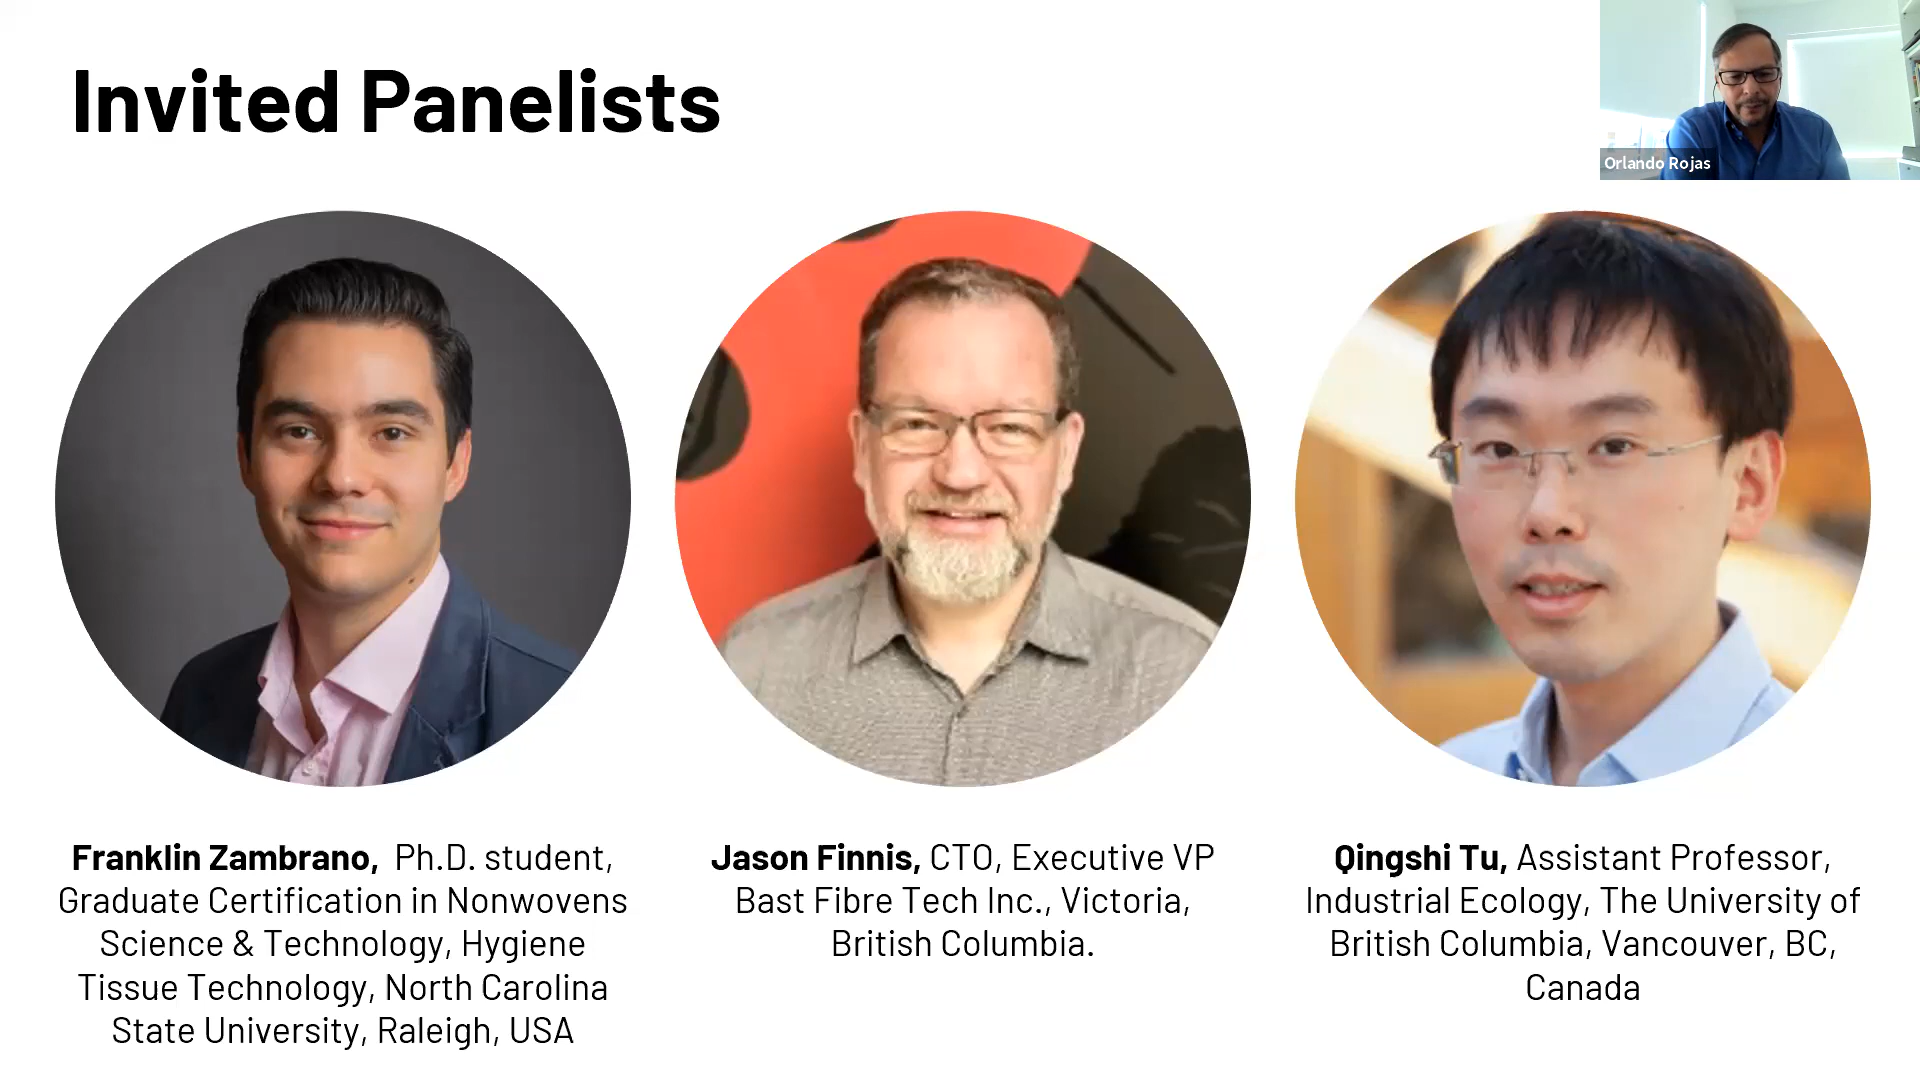 Invited Panelists
Orlando Rojas
Franklin Zambrano, Ph.D. student,
Graduate Certification in Nonwovens
Science & Technology, Hygiene
Tissue Technology, North Carolina
State University, Raleigh, USA
Jason Finnis, CTO, Executive VP
Bast Fibre Tech Inc., Victoria,
British Columbia.
Qingshi Tu, Assistant Professor,
Industrial Ecology, The University of
British Columbia, Vancouver, BC,
Canada